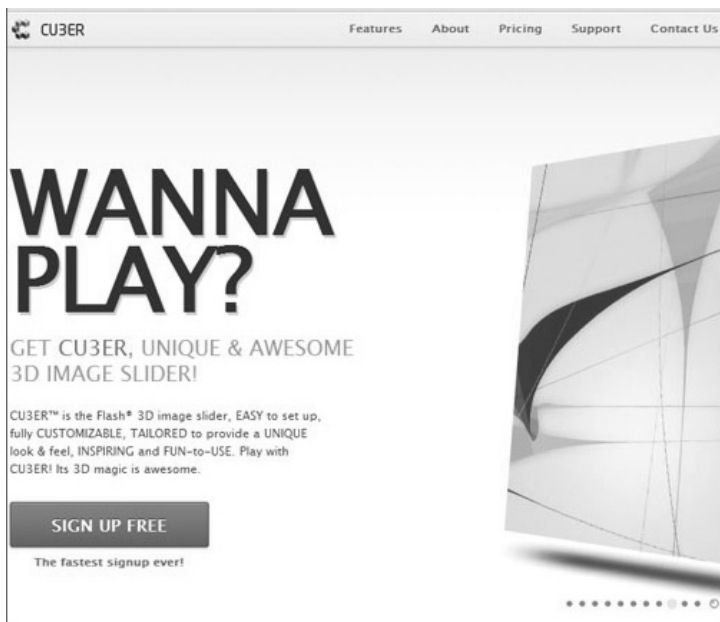 CU3ER
Features About Pricing Support Contact Us
WANNA
PLAY?
GET CU3ER, UNIQUE & AWESOME
3D IMAGE SLIDER!
CU3ER™ is the Flash® 3D image slider, EASY to set up,
fully CUSTOMIZABLE, TAILORED to provide a UNIQUE
look & feel, INSPIRING and FUN-to-USE. Play with
CU3ER! Its 3D magic is awesome.
SIGN UP FREE
The fastest signup ever!